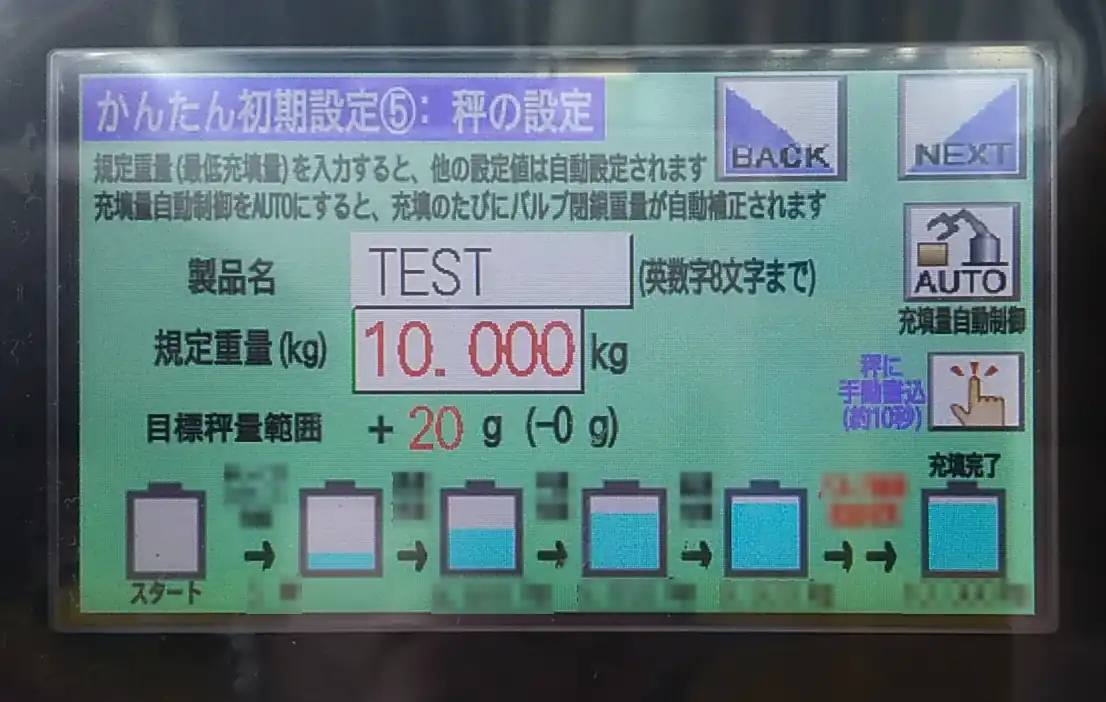 かんたん初期設定⑤: 秤の設定
BACK
NEXT
規定重量(最低充填量)を入力すると、他の設定値は自動設定されます
充填量自動制御をAUTOにすると、充填のたびにバルブ閉鎖重量が自動補正されます
AUTO
充填量自動制御
製品名 TEST (英数字8文字まで)
規定重量(kg) 10.000 kg
秤に
手動書込
(約10秒)
目標秤量範囲 + 20 g (-0 g)
充填完了
スタート